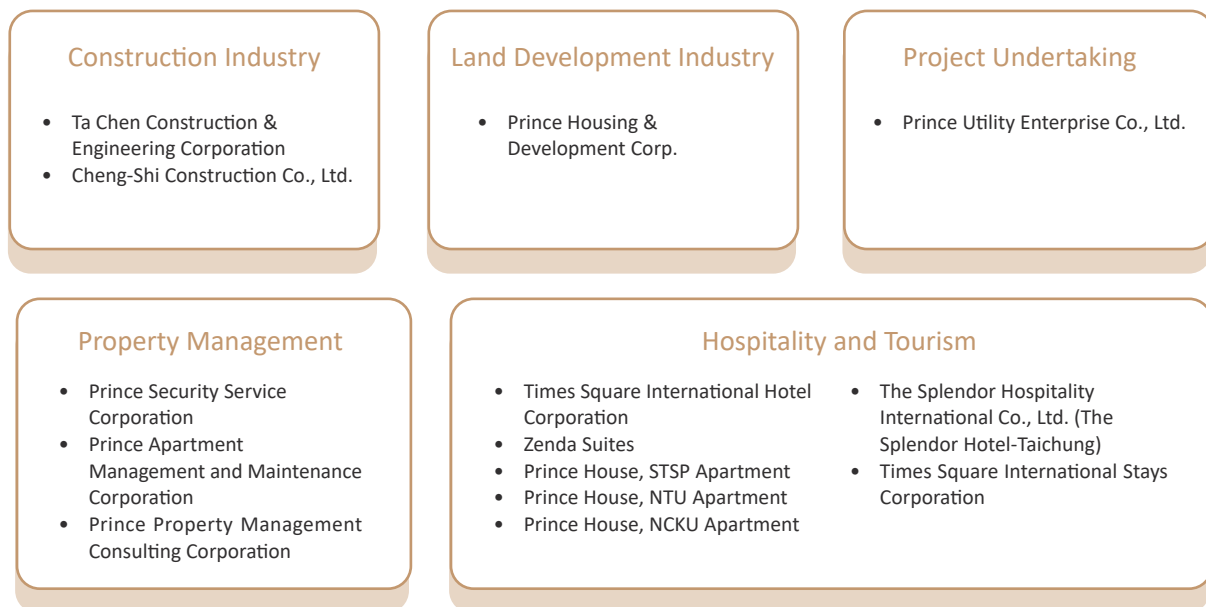 Construction Industry
• Ta Chen Construction &
Engineering Corporation
• Cheng-Shi Construction Co., Ltd.
Land Development Industry
• Prince Housing &
Development Corp.
Project Undertaking
• Prince Utility Enterprise Co., Ltd.
Property Management
• Prince Security Service
Corporation
• Prince Apartment
Management and Maintenance
Corporation
• Prince Property Management
Consulting Corporation
Hospitality and Tourism
• Times Square International Hotel
Corporation
• Zenda Suites
• Prince House, STSP Apartment
• Prince House, NTU Apartment
• Prince House, NCKU Apartment
• The Splendor Hospitality
International Co., Ltd. (The
Splendor Hotel-Taichung)
• Times Square International Stays
Corporation